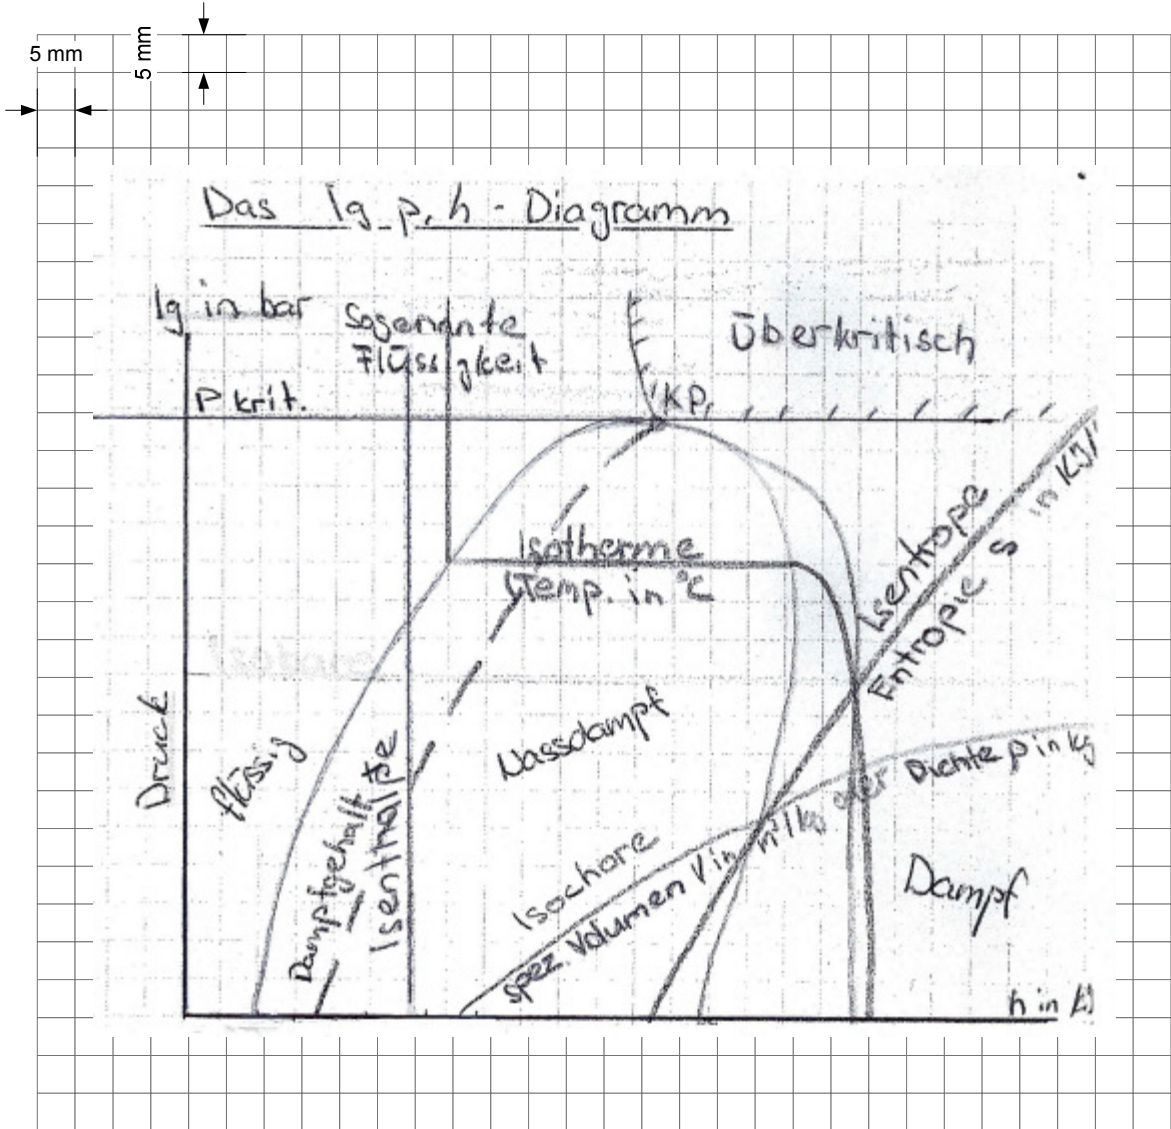 5 mm
5 mm
Das lg p, h - Diagramm
lg in bar
Sogenannte
Flüssigkeit
Überkritisch
P krit.
KP
Isotherme
Temp. in °C
Isentrope
Entropie s in KJ/
Isobare
Druck
flüssig
Dampfgehalt
Isenthalpe
Nassdampf
Isochore
spez. Volumen V in m³/kg oder Dichte ρ in kg
Dampf
h in kJ